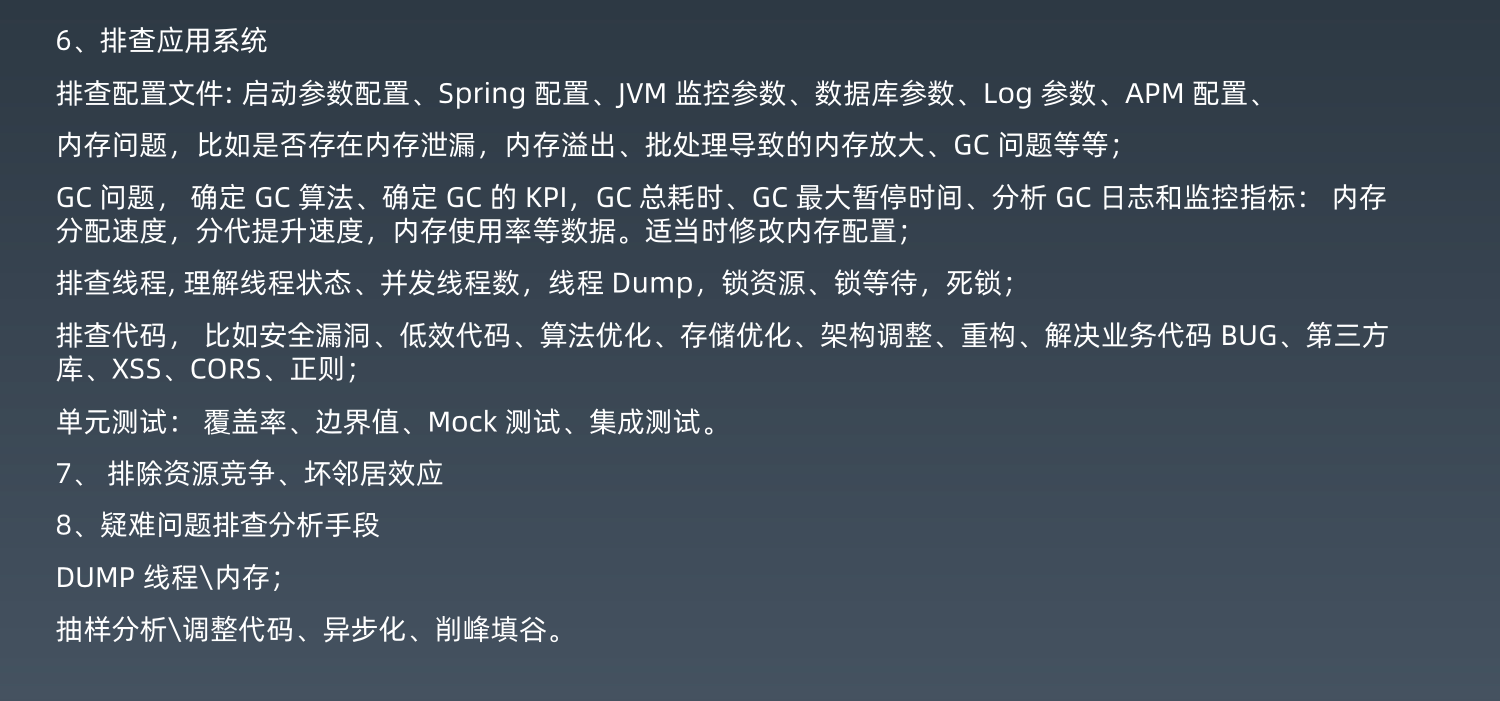 6、排查应用系统
排查配置文件: 启动参数配置、Spring 配置、JVM 监控参数、数据库参数、Log 参数、APM 配置、
内存问题，比如是否存在内存泄漏，内存溢出、批处理导致的内存放大、GC 问题等等；
GC 问题， 确定 GC 算法、确定 GC 的 KPI，GC 总耗时、GC 最大暂停时间、分析 GC 日志和监控指标： 内存
分配速度，分代提升速度，内存使用率等数据。适当时修改内存配置；
排查线程, 理解线程状态、并发线程数，线程 Dump，锁资源、锁等待，死锁；
排查代码， 比如安全漏洞、低效代码、算法优化、存储优化、架构调整、重构、解决业务代码 BUG、第三方
库、XSS、CORS、正则；
单元测试： 覆盖率、边界值、Mock 测试、集成测试。
7、 排除资源竞争、坏邻居效应
8、疑难问题排查分析手段
DUMP 线程\内存；
抽样分析\调整代码、异步化、削峰填谷。